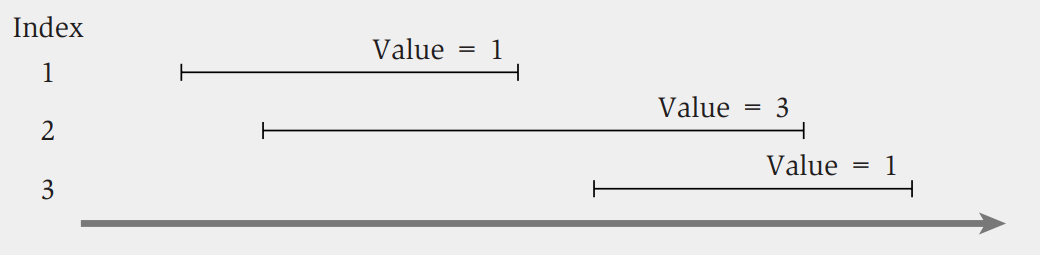 Index
Value = 1
1
Value = 3
2
Value = 1
3